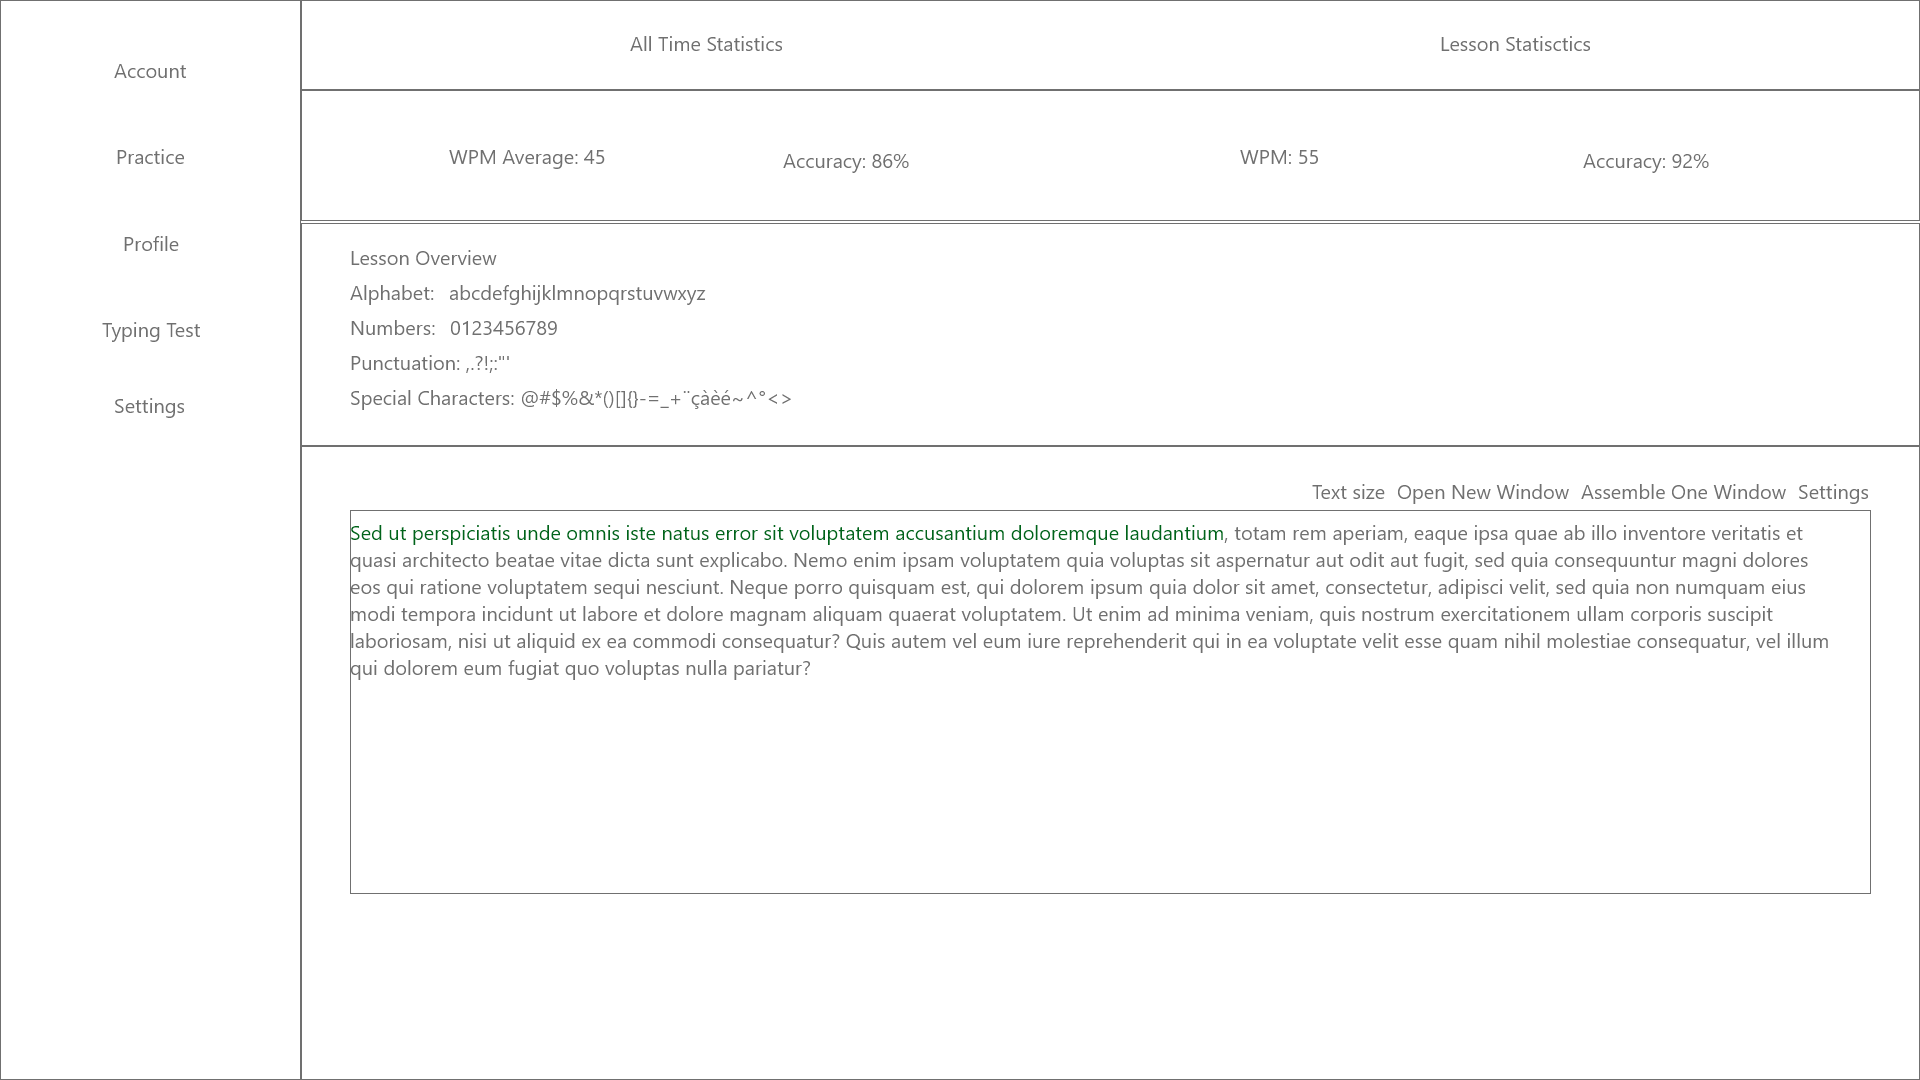 Account
Practice
Profile
Typing Test
Settings
All Time Statistics
Lesson Statisctics
WPM Average: 45
Accuracy: 86%
WPM: 55
Accuracy: 92%
Lesson Overview
Alphabet: abcdefghijklmnopqrstuvwxyz
Numbers: 0123456789
Punctuation: ,.?!;:"'
Special Characters: @#$%&*()[]{}-=_+¨çàèé~^°<>
Text size Open New Window Assemble One Window Settings
Sed ut perspiciatis unde omnis iste natus error sit voluptatem accusantium doloremque laudantium, totam rem aperiam, eaque ipsa quae ab illo inventore veritatis et
quasi architecto beatae vitae dicta sunt explicabo. Nemo enim ipsam voluptatem quia voluptas sit aspernatur aut odit aut fugit, sed quia consequuntur magni dolores
eos qui ratione voluptatem sequi nesciunt. Neque porro quisquam est, qui dolorem ipsum quia dolor sit amet, consectetur, adipisci velit, sed quia non numquam eius
modi tempora incidunt ut labore et dolore magnam aliquam quaerat voluptatem. Ut enim ad minima veniam, quis nostrum exercitationem ullam corporis suscipit
laboriosam, nisi ut aliquid ex ea commodi consequatur? Quis autem vel eum iure reprehenderit qui in ea voluptate velit esse quam nihil molestiae consequatur, vel illum
qui dolorem eum fugiat quo voluptas nulla pariatur?